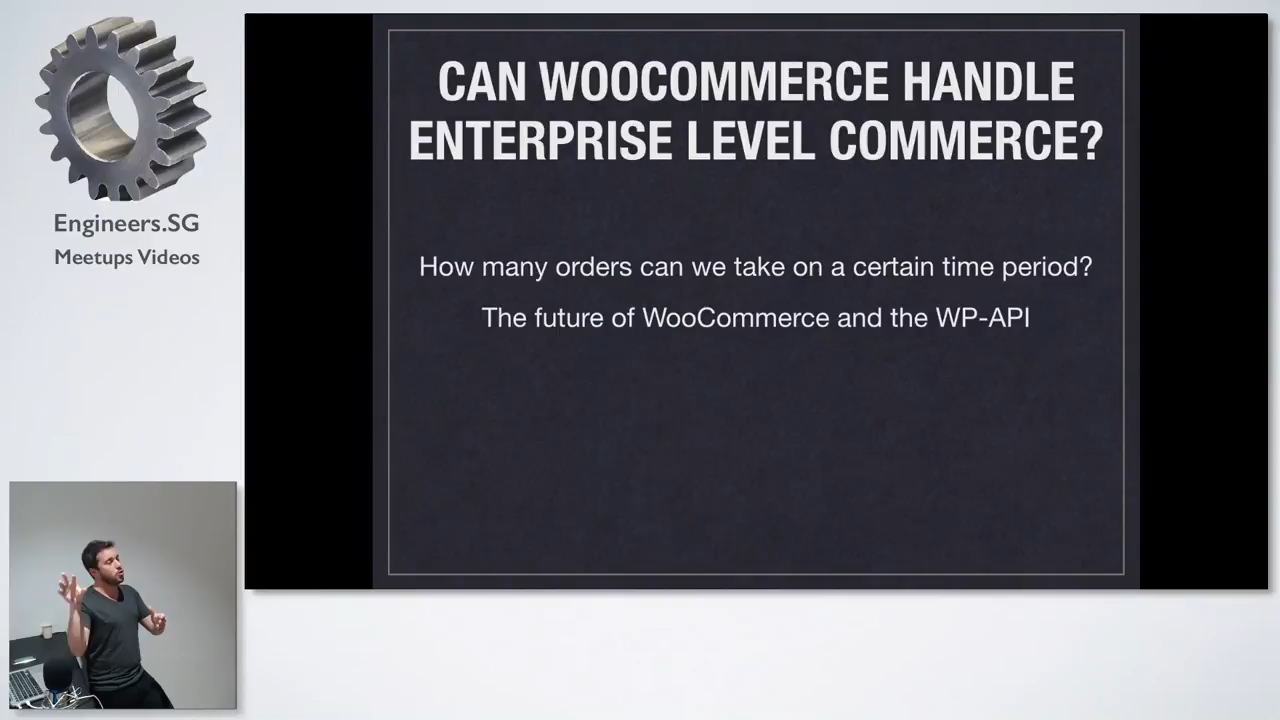 Engineers.SG
Meetups Videos
CAN WOOCOMMERCE HANDLE
ENTERPRISE LEVEL COMMERCE?
How many orders can we take on a certain time period?
The future of WooCommerce and the WP-API